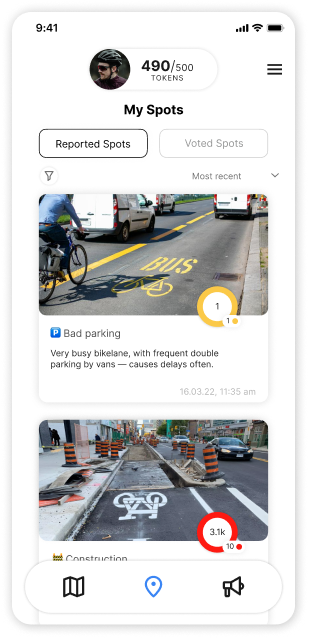 9:41
490/500
TOKENS
My Spots
Reported Spots
Voted Spots
Most recent
BUS
1
1
🅿️ Bad parking
Very busy bikelane, with frequent double
parking by vans — causes delays often.
16.03.22, 11:35 am
3.1k
10
🚧 Construction